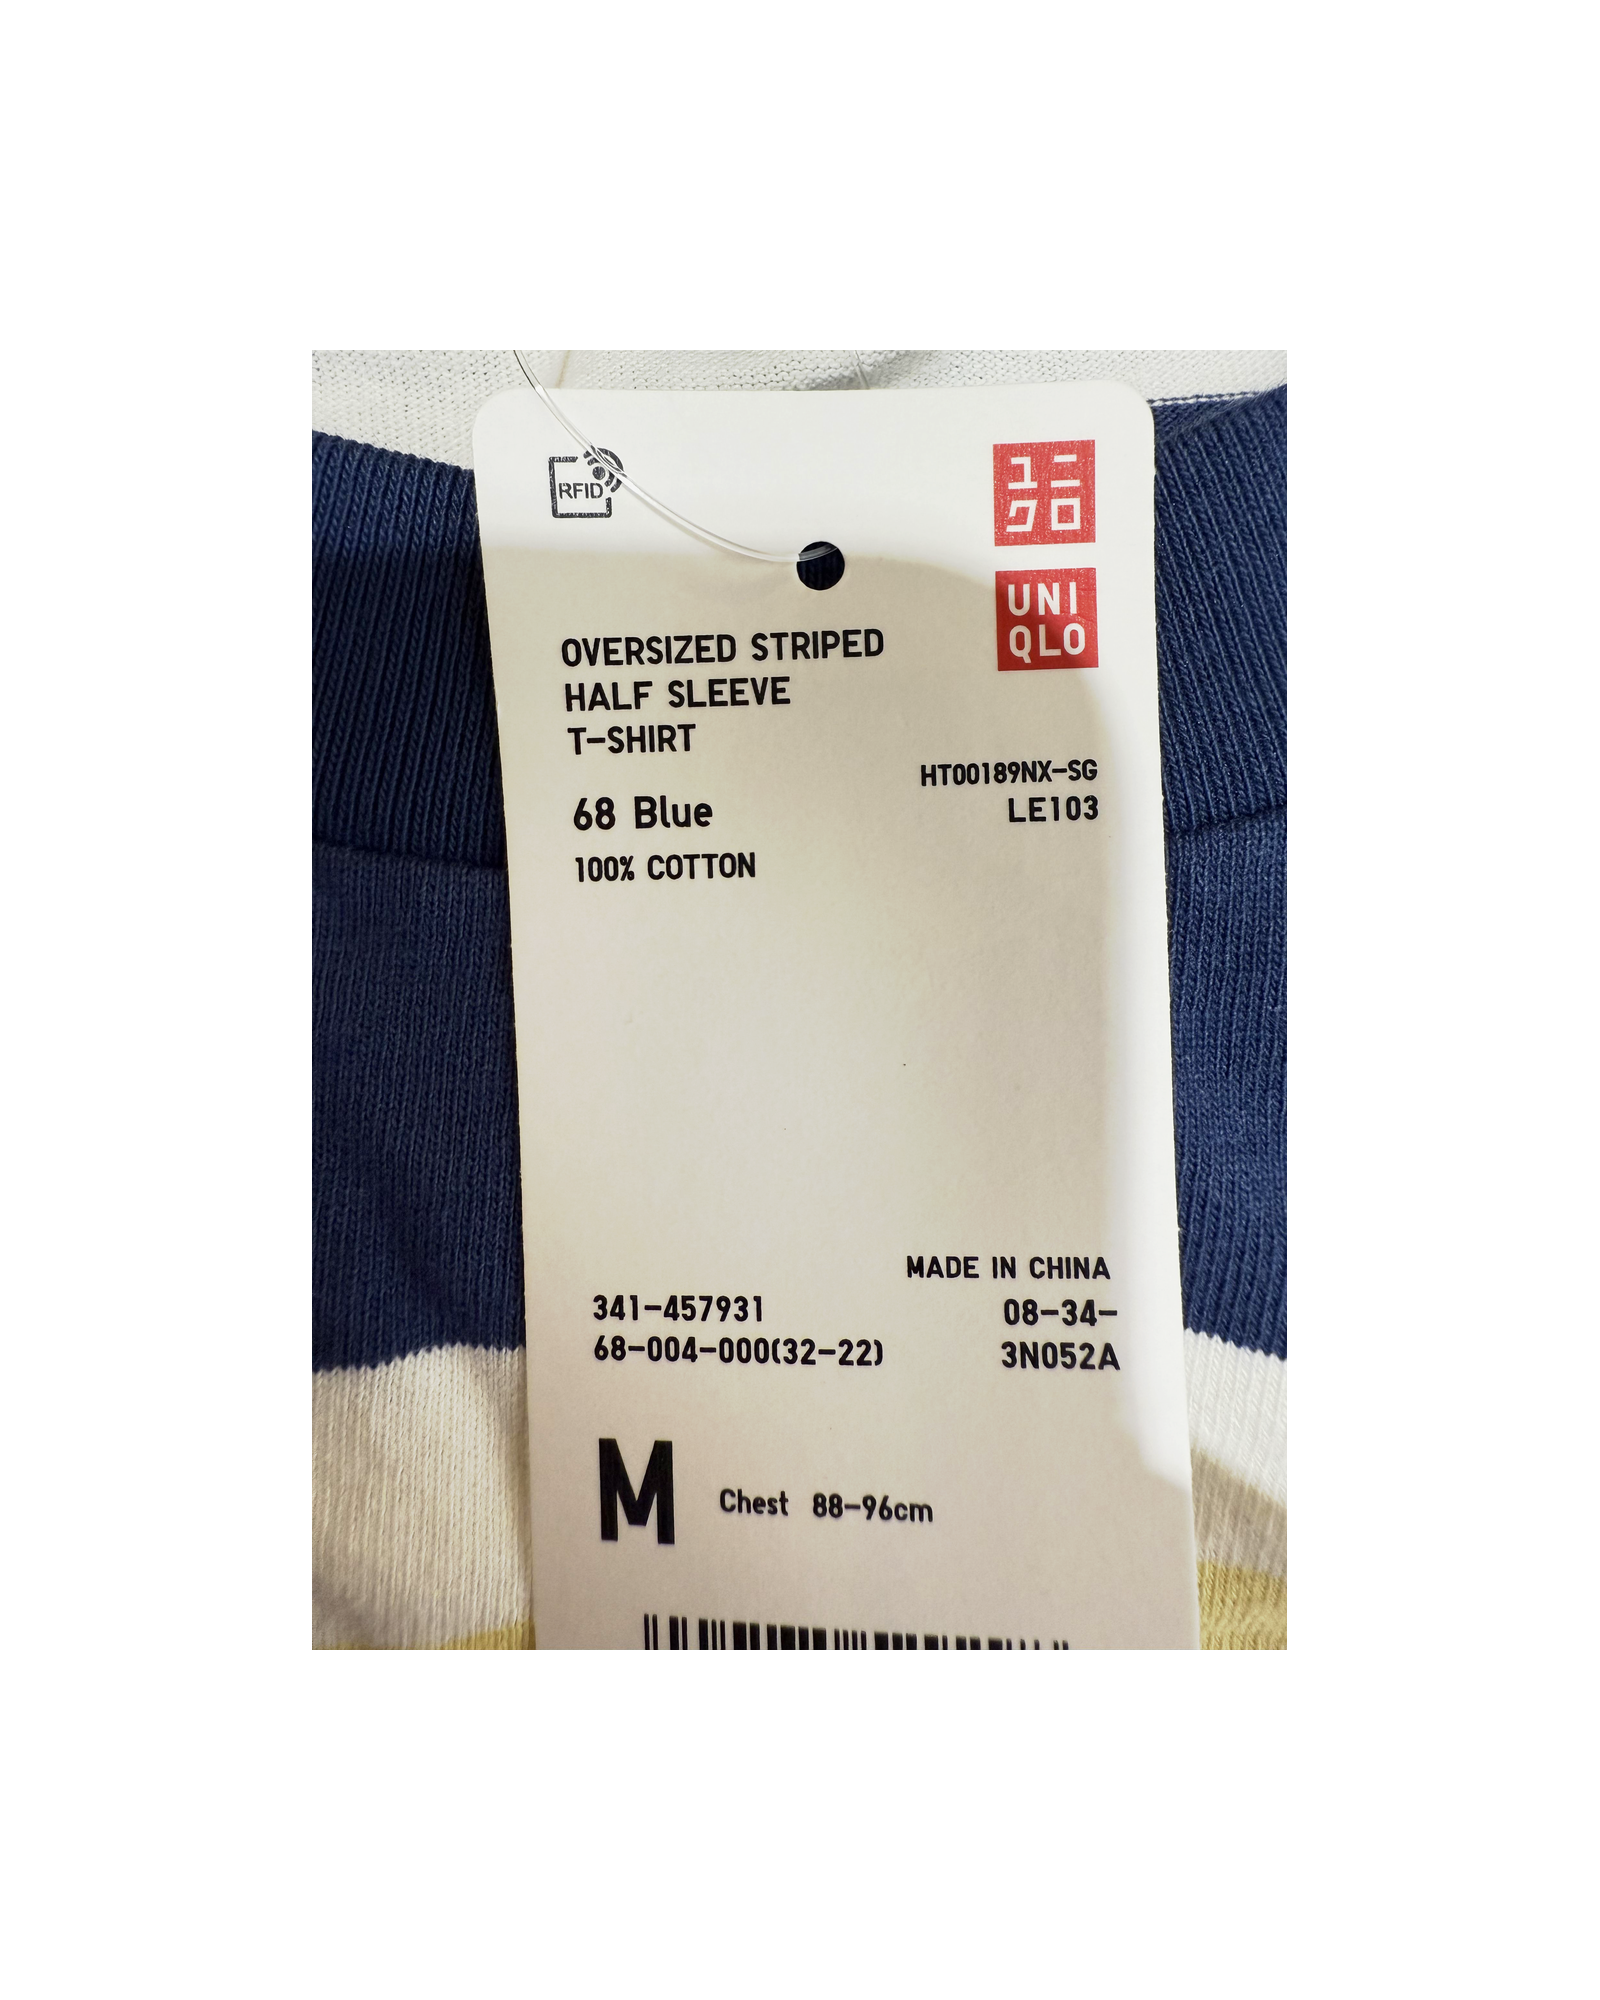 RFID
ユニ
クロ
UNI
QLO
OVERSIZED STRIPED
HALF SLEEVE
T-SHIRT
HT00189NX-SG
68 Blue
LE103
100% COTTON
MADE IN CHINA
341-457931
08-34-
68-004-000(32-22)
3N052A
M
Chest 88-96cm